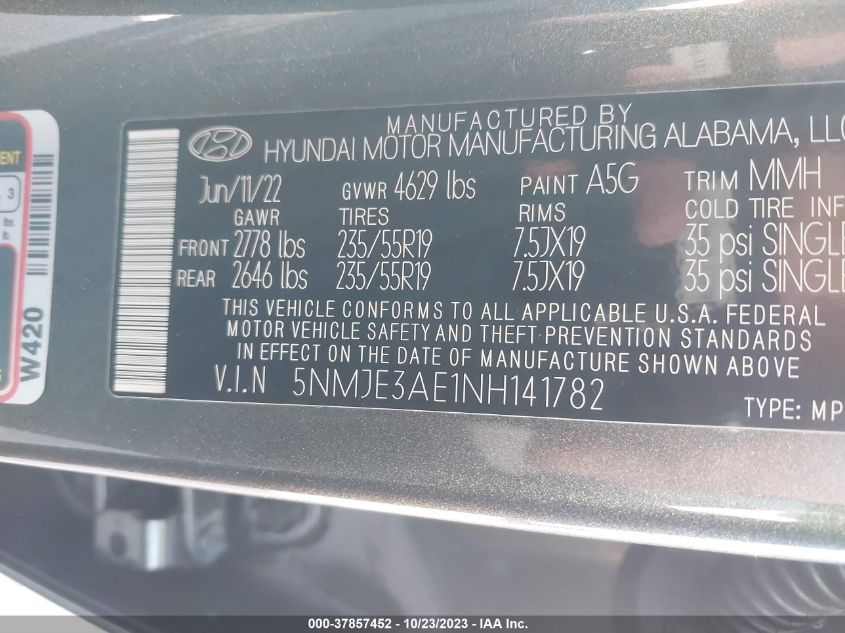 MANUFACTURED BY
HYUNDAI MOTOR MANUFACTURING ALABAMA, LLC
Jun/11/22 GVWR 4629 lbs PAINT A5G TRIM MMH
GAWR TIRES RIMS COLD TIRE INF
FRONT 2778 lbs 235/55R19 7.5JX19 35 psi SINGLE
REAR 2646 lbs 235/55R19 7.5JX19 35 psi SINGLE
THIS VEHICLE CONFORMS TO ALL APPLICABLE U.S.A. FEDERAL
MOTOR VEHICLE SAFETY AND THEFT PREVENTION STANDARDS
IN EFFECT ON THE DATE OF MANUFACTURE SHOWN ABOVE
V.I.N 5NMJE3AE1NH141782
TYPE: MP
W420
3
lbs.
000-37857452 - 10/23/2023 - IAA Inc.